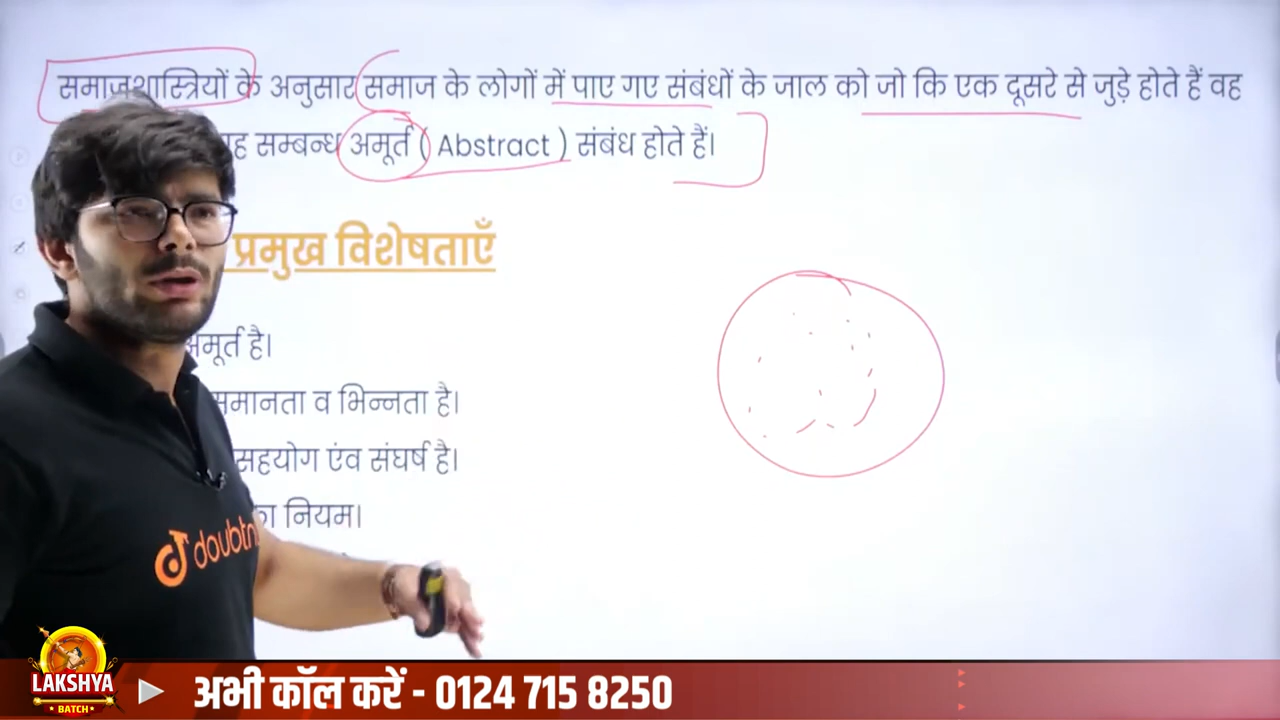 समाजशास्त्रियों के अनुसार समाज के लोगों में पाए गए संबंधों के जाल को जो कि एक दूसरे से जुड़े होते हैं वह
सम्बन्ध अमूर्त ( Abstract ) संबंध होते हैं।
प्रमुख विशेषताएँ
अमूर्त है।
समानता व भिन्नता है।
सहयोग एंव संघर्ष है।
का नियम।
doubtn
LAKSHYA
BATCH
अभी कॉल करें - 0124 715 8250